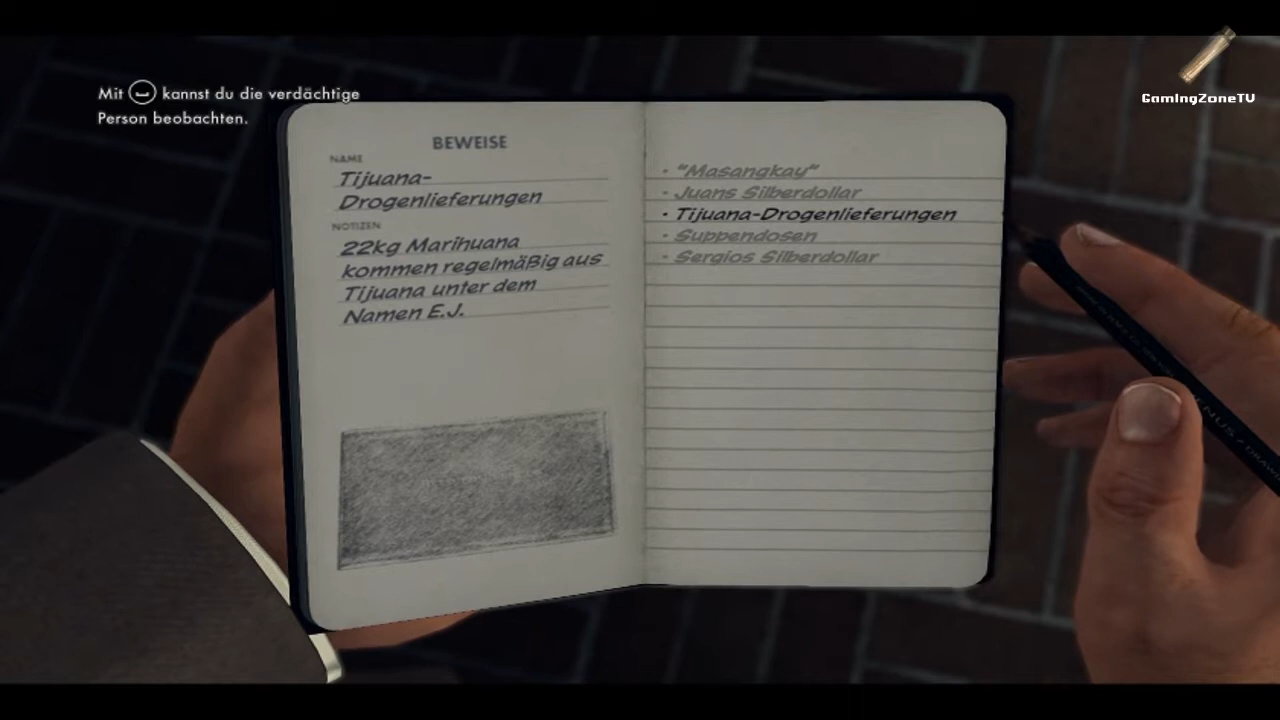 Mit kannst du die verdächtige
Person beobachten.
GamIngZoneTV
BEWEISE
NAME
Tijuana-
Drogenlieferungen
NOTIZEN
22kg Marihuana
kommen regelmäßig aus
Tijuana unter dem
Namen E.J.
• "Masangkay"
• Juans Silberdollar
• Tijuana-Drogenlieferungen
• Suppendosen
• Sergios Silberdollar